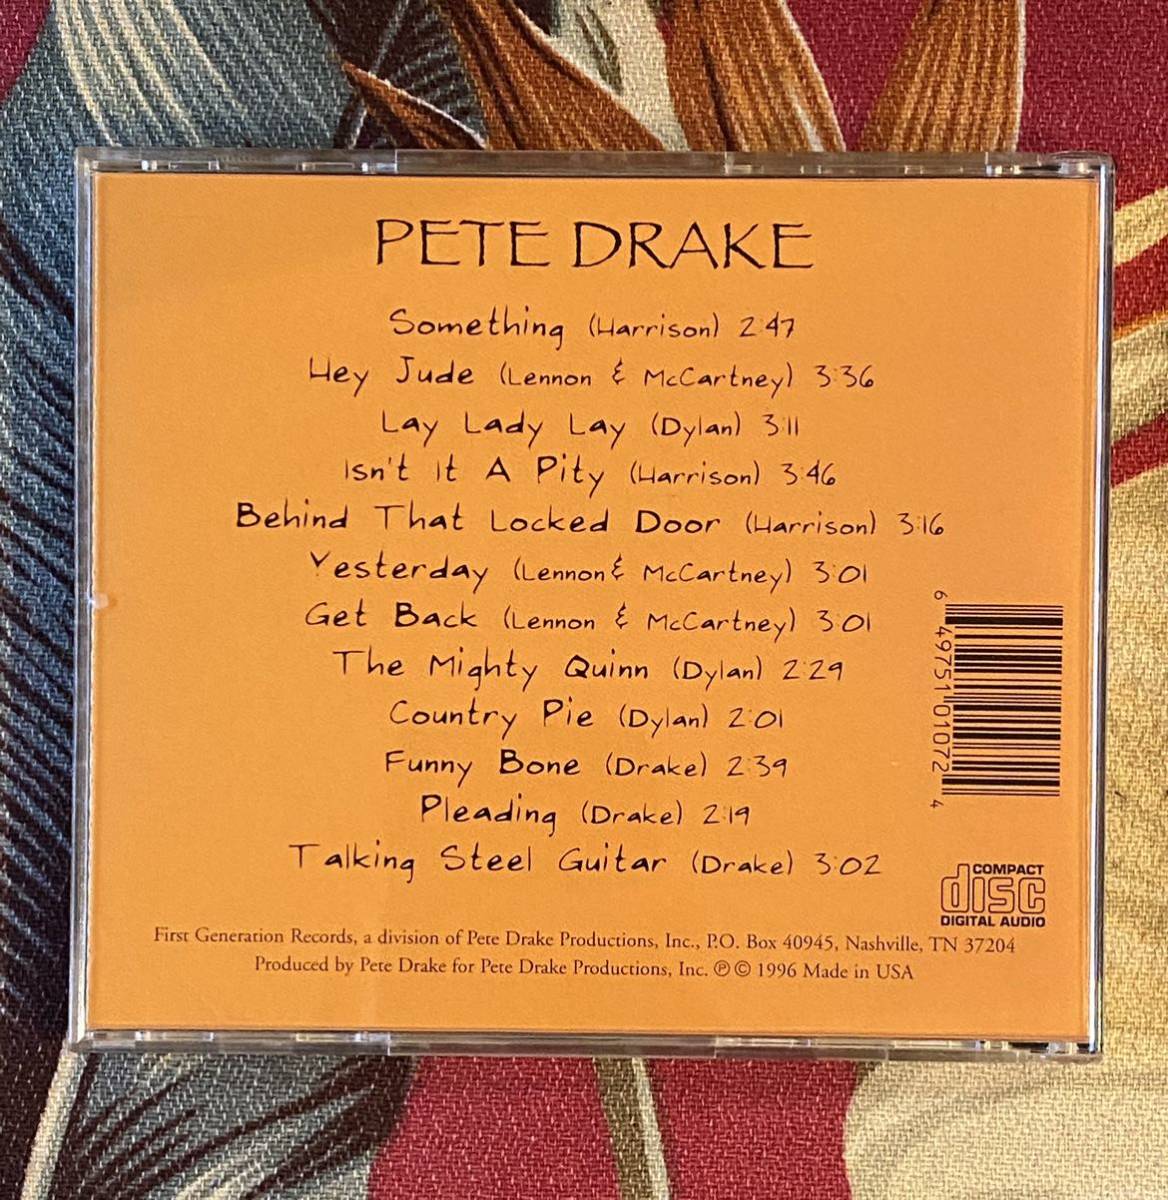 PETE DRAKE
Something (Harrison) 2:47
Hey Jude (Lennon & McCartney) 3:36
Lay Lady Lay (Dylan) 3:11
Isn't It A Pity (Harrison) 3:46
Behind That Locked Door (Harrison) 3:16
Yesterday (Lennon & McCartney) 3:01
Get Back (Lennon & McCartney) 3:01
The Mighty Quinn (Dylan) 2:29
Country Pie (Dylan) 2:01
Funny Bone (Drake) 2:39
Pleading (Drake) 2:19
Talking Steel Guitar (Drake) 3:02
6 49751 01072 4
COMPACT
disc
DIGITAL AUDIO
First Generation Records, a division of Pete Drake Productions, Inc., P.O. Box 40945, Nashville, TN 37204
Produced by Pete Drake for Pete Drake Productions, Inc. ℗ © 1996 Made in USA